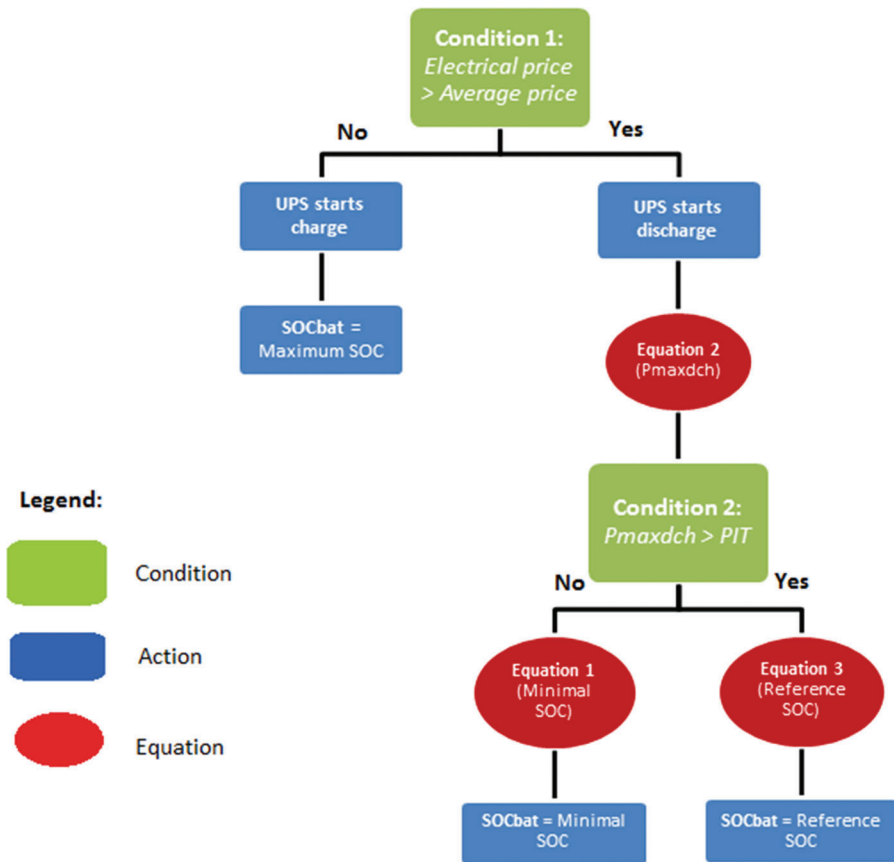 Condition 1:
Electrical price
> Average price
No
Yes
UPS starts
charge
UPS starts
discharge
SOCbat =
Maximum SOC
Equation 2
(Pmaxdch)
Condition 2:
Pmaxdch > PIT
No
Yes
Equation 1
(Minimal
SOC)
Equation 3
(Reference
SOC)
SOCbat = Minimal
SOC
SOCbat = Reference
SOC
Legend:
Condition
Action
Equation